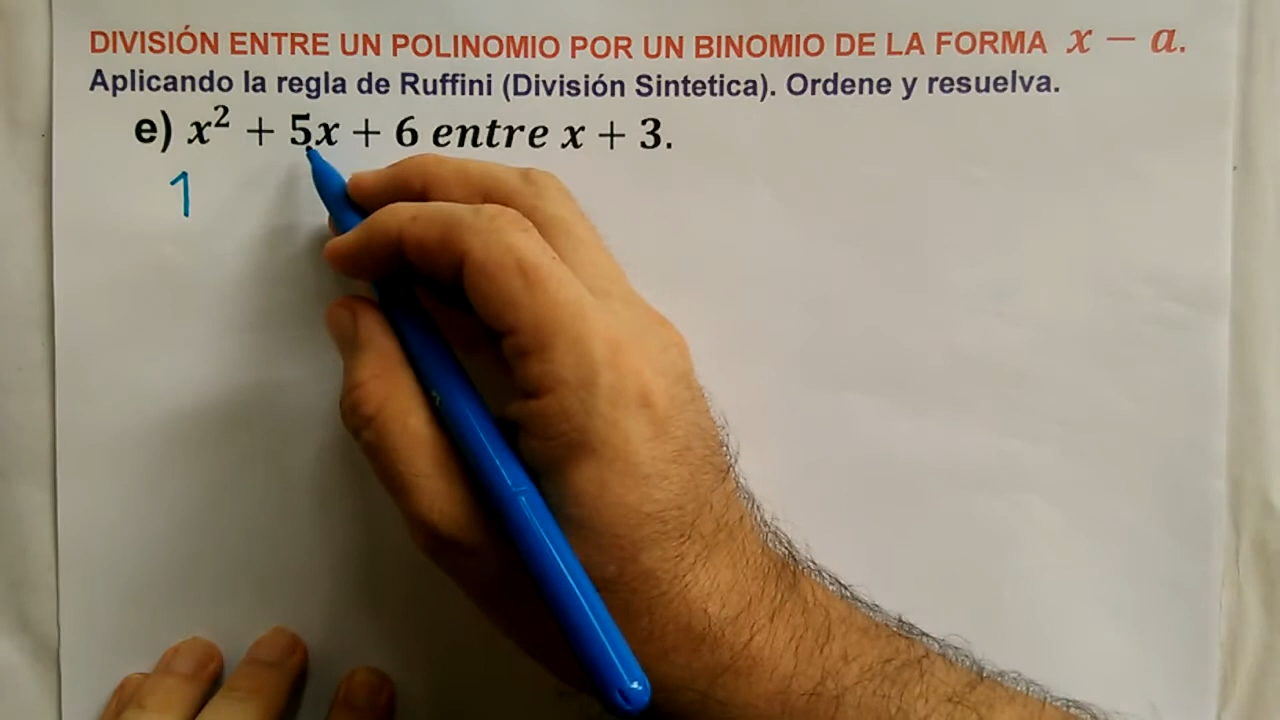 DIVISIÓN ENTRE UN POLINOMIO POR UN BINOMIO DE LA FORMA x − a.
Aplicando la regla de Ruffini (División Sintetica). Ordene y resuelva.
e) x² + 5x + 6 entre x + 3.
1